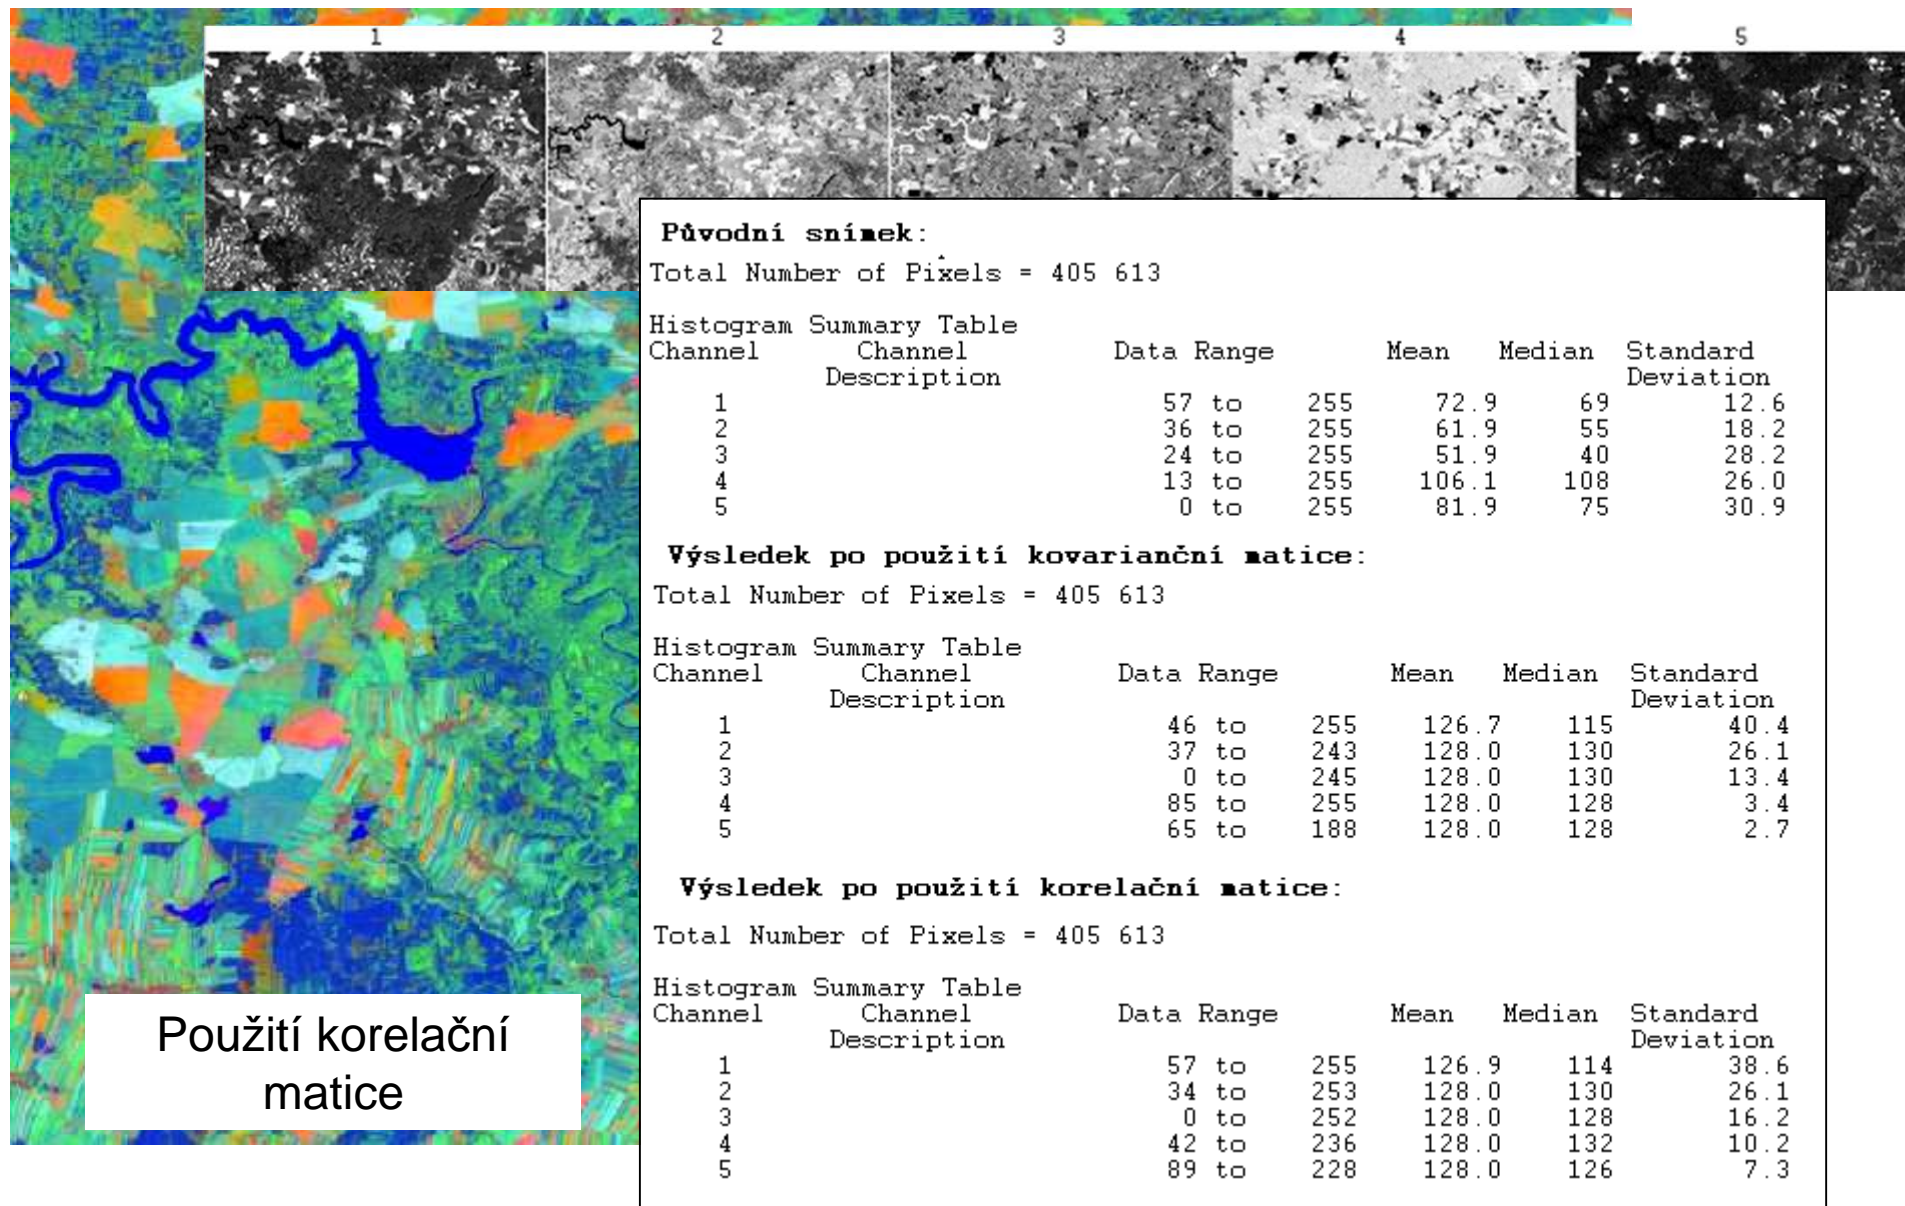 1 2 3 4 5
Původní snímek:
Total Number of Pixels = 405 613
Histogram Summary Table
Channel Channel Data Range Mean Median Standard
Description Deviation
1 57 to 255 72.9 69 12.6
2 36 to 255 61.9 55 18.2
3 24 to 255 51.9 40 28.2
4 13 to 255 106.1 108 26.0
5 0 to 255 81.9 75 30.9
Výsledek po použití kovarianční matice:
Total Number of Pixels = 405 613
Histogram Summary Table
Channel Channel Data Range Mean Median Standard
Description Deviation
1 46 to 255 126.7 115 40.4
2 37 to 243 128.0 130 26.1
3 0 to 245 128.0 130 13.4
4 85 to 255 128.0 128 3.4
5 65 to 188 128.0 128 2.7
Výsledek po použití korelační matice:
Total Number of Pixels = 405 613
Histogram Summary Table
Channel Channel Data Range Mean Median Standard
Description Deviation
1 57 to 255 126.9 114 38.6
2 34 to 253 128.0 130 26.1
3 0 to 252 128.0 128 16.2
4 42 to 236 128.0 132 10.2
5 89 to 228 128.0 126 7.3
Použití korelační
matice